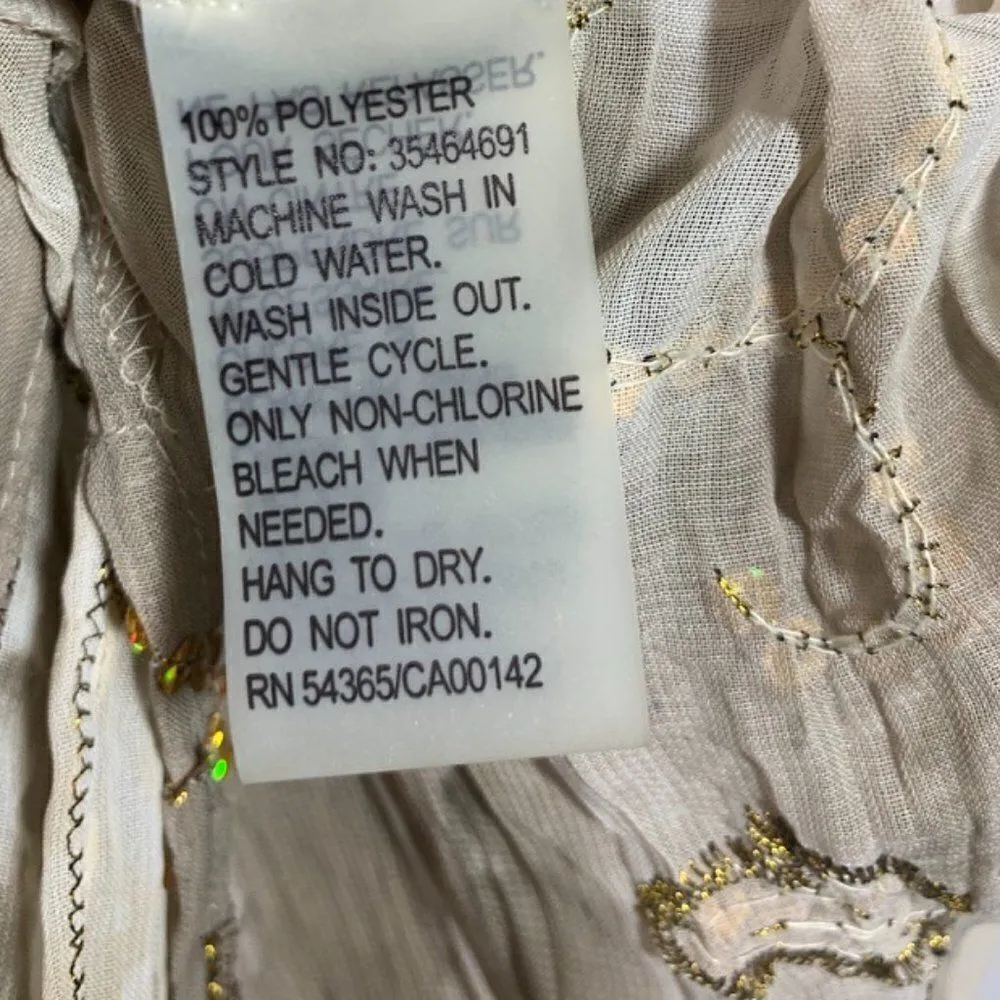 100% POLYESTER
STYLE NO: 35464691
MACHINE WASH IN
COLD WATER.
WASH INSIDE OUT.
GENTLE CYCLE.
ONLY NON-CHLORINE
BLEACH WHEN
NEEDED.
HANG TO DRY.
DO NOT IRON.
RN 54365/CA00142